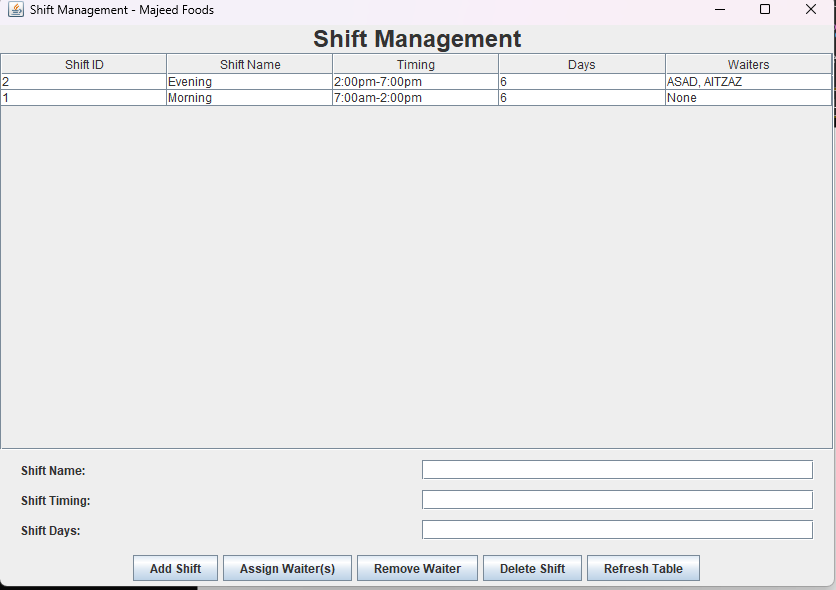 Shift Management - Majeed Foods
Shift Management
Shift ID Shift Name Timing Days Waiters
2 Evening 2:00pm-7:00pm 6 ASAD, AITZAZ
1 Morning 7:00am-2:00pm 6 None
Shift Name:
Shift Timing:
Shift Days:
Add Shift Assign Waiter(s) Remove Waiter Delete Shift Refresh Table